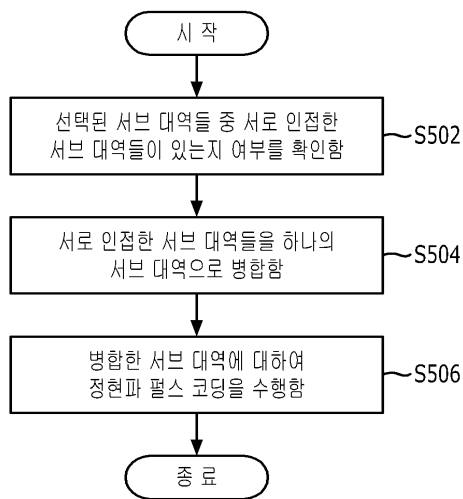 시 작
선택된 서브 대역들 중 서로 인접한
서브 대역들이 있는지 여부를 확인함
S502
서로 인접한 서브 대역들을 하나의
서브 대역으로 병합함
S504
병합한 서브 대역에 대하여
정현파 펄스 코딩을 수행함
S506
종 료